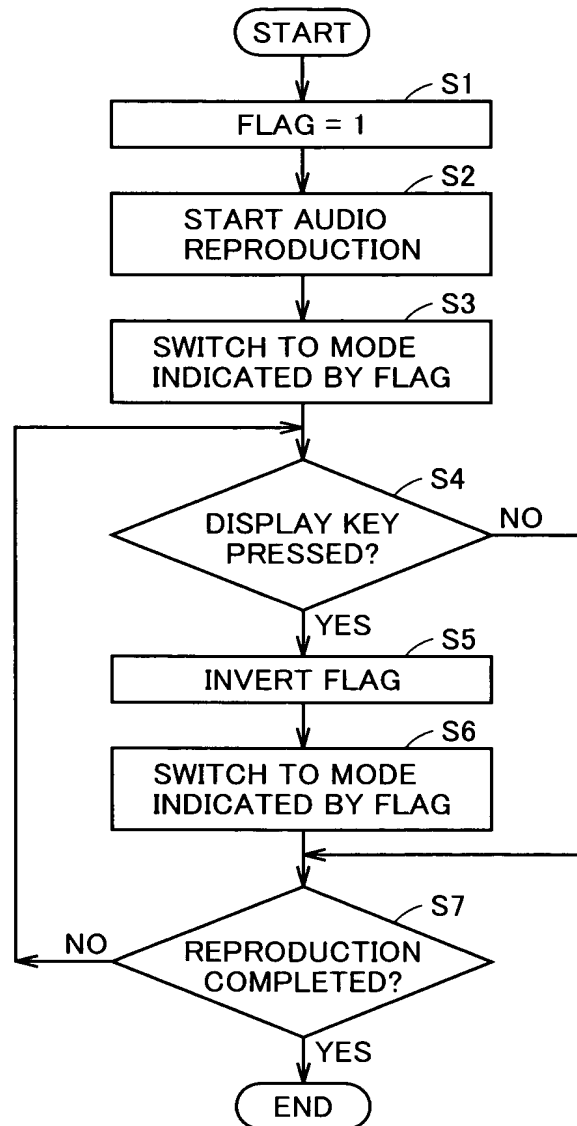 START
S1
FLAG = 1
S2
START AUDIO
REPRODUCTION
S3
SWITCH TO MODE
INDICATED BY FLAG
S4
DISPLAY KEY
PRESSED?
NO
YES
S5
INVERT FLAG
S6
SWITCH TO MODE
INDICATED BY FLAG
S7
NO
REPRODUCTION
COMPLETED?
YES
END